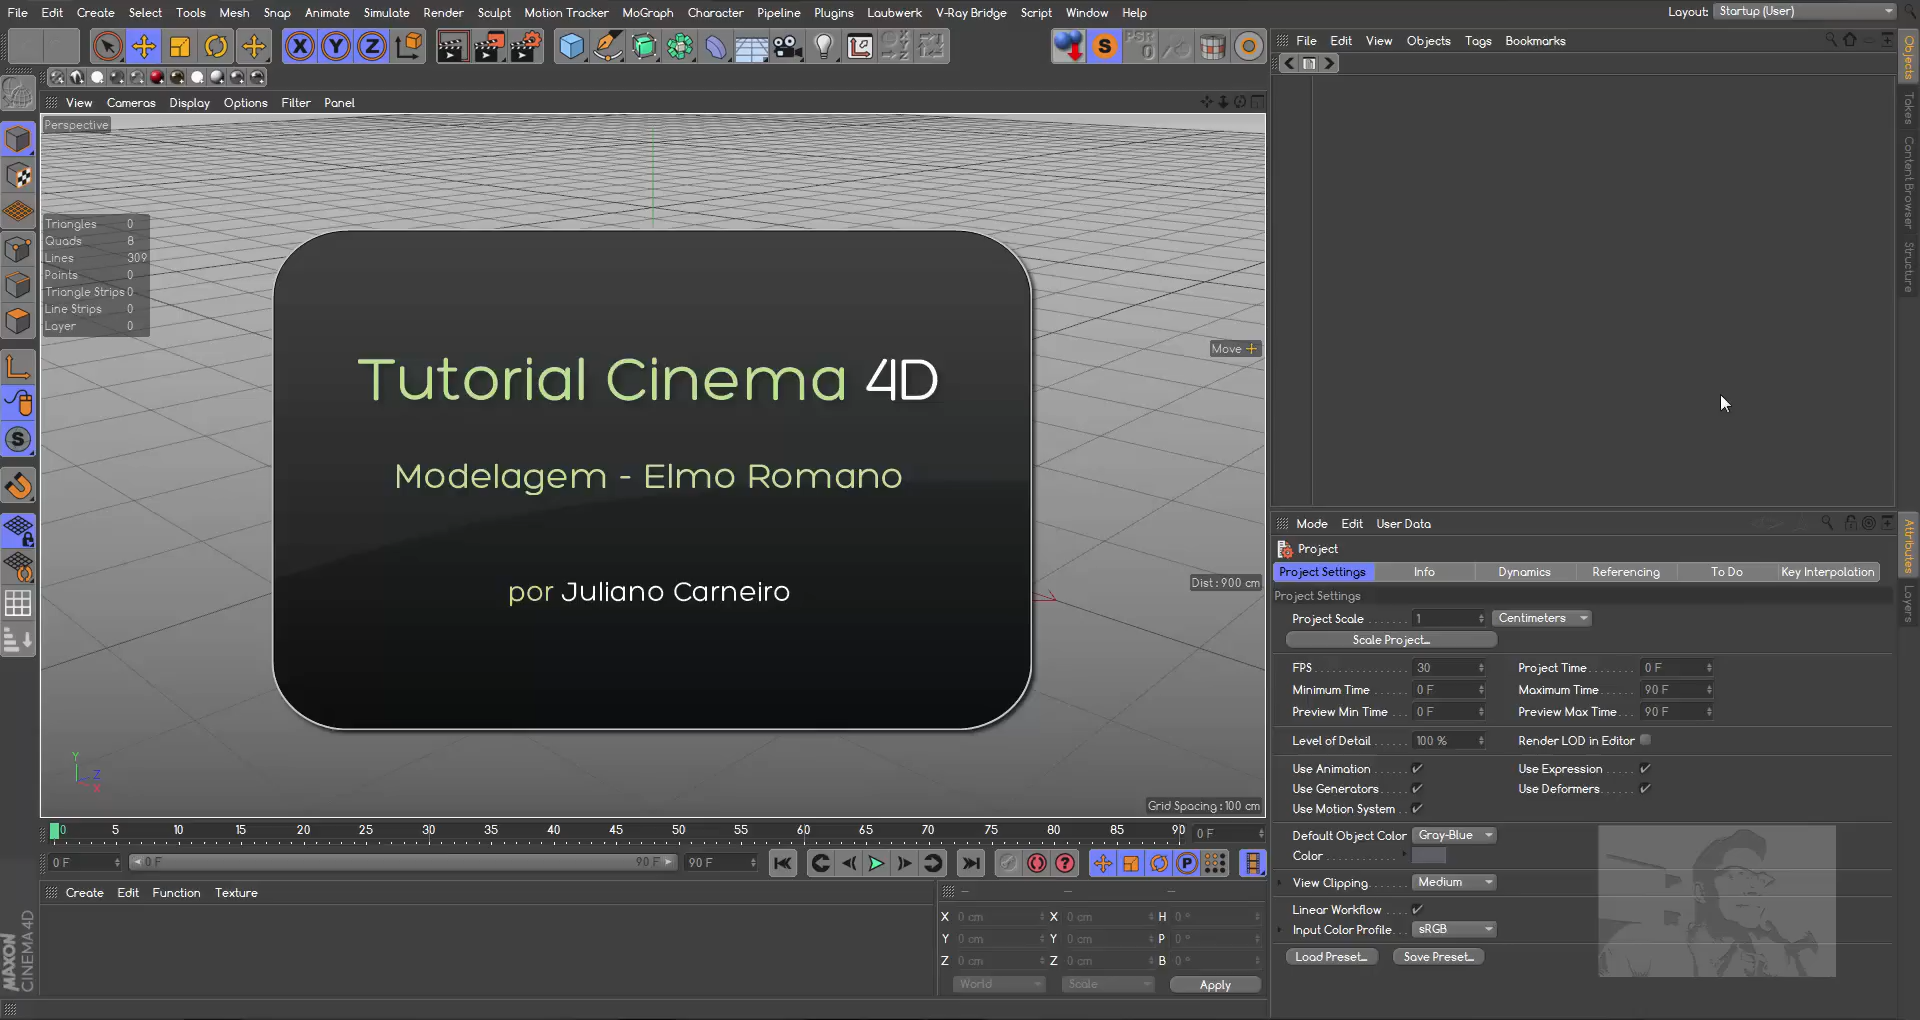 File Edit Create Select Tools Mesh Snap Animate Simulate Render Sculpt Motion Tracker MoGraph Character Pipeline Plugins Laubwerk V-Ray Bridge Script Window Help
Layout: Startup (User)
X Y Z
S PSR 0
File Edit View Objects Tags Bookmarks
View Cameras Display Options Filter Panel
Perspective
Triangles 0
Quads 8
Lines 309
Points 0
Triangle Strips 0
Line Strips 0
Layer 0
Move
Tutorial Cinema 4D
Modelagem - Elmo Romano
por Juliano Carneiro
Dist : 900 cm
Y
Z
X
Grid Spacing : 100 cm
Objects
Takes
Content Browser
Structure
Mode Edit User Data
Project
Project Settings Info Dynamics Referencing To Do Key Interpolation
Project Settings
Project Scale 1 Centimeters
Scale Project...
FPS 30 Project Time 0 F
Minimum Time 0 F Maximum Time 90 F
Preview Min Time 0 F Preview Max Time 90 F
Level of Detail 100 % Render LOD in Editor
Use Animation Use Expression
Use Generators Use Deformers
Use Motion System
Default Object Color Gray-Blue
Color
View Clipping Medium
Linear Workflow
Input Color Profile sRGB
Load Preset... Save Preset...
Attributes
Layers
0 5 10 15 20 25 30 35 40 45 50 55 60 65 70 75 80 85 90 0 F
0 F 0 F 90 F 90 F
Create Edit Function Texture
X 0 cm X 0 cm H 0 °
Y 0 cm Y 0 cm P 0 °
Z 0 cm Z 0 cm B 0 °
World Scale Apply
MAXON
CINEMA 4D